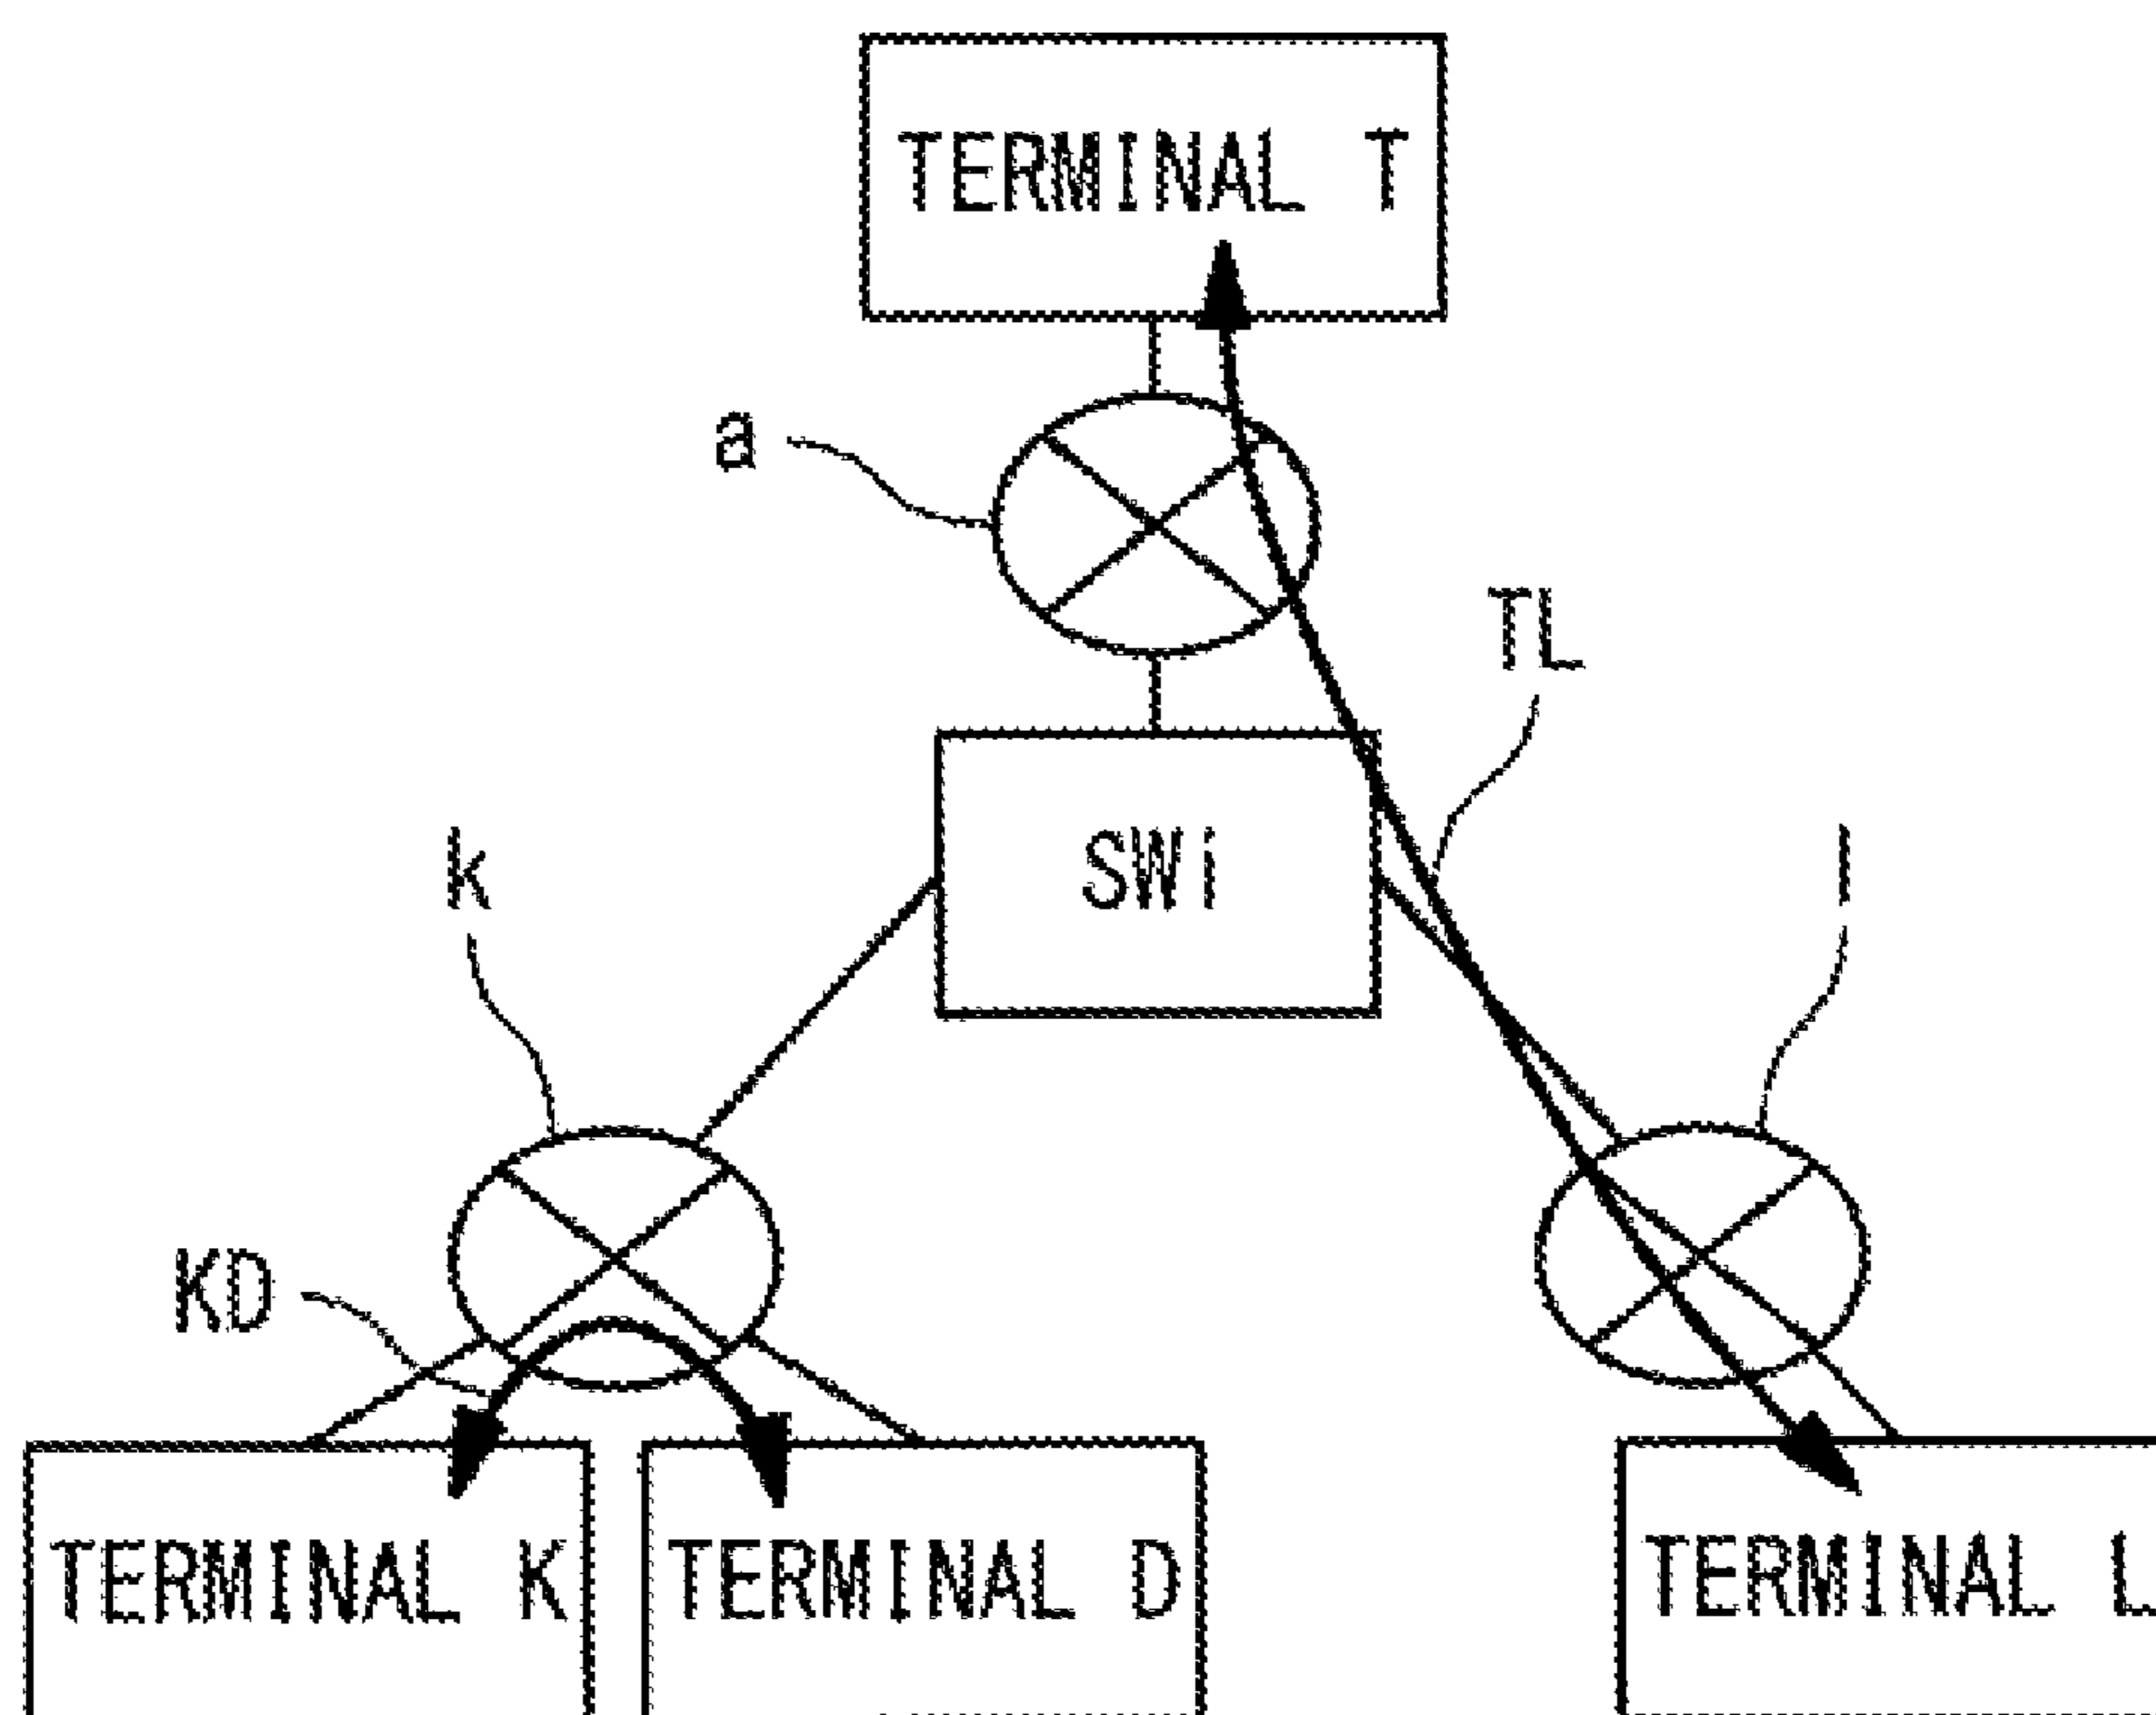 TERMINAL T
a
TL
SWi
k
l
KD
TERMINAL K
TERMINAL D
TERMINAL L